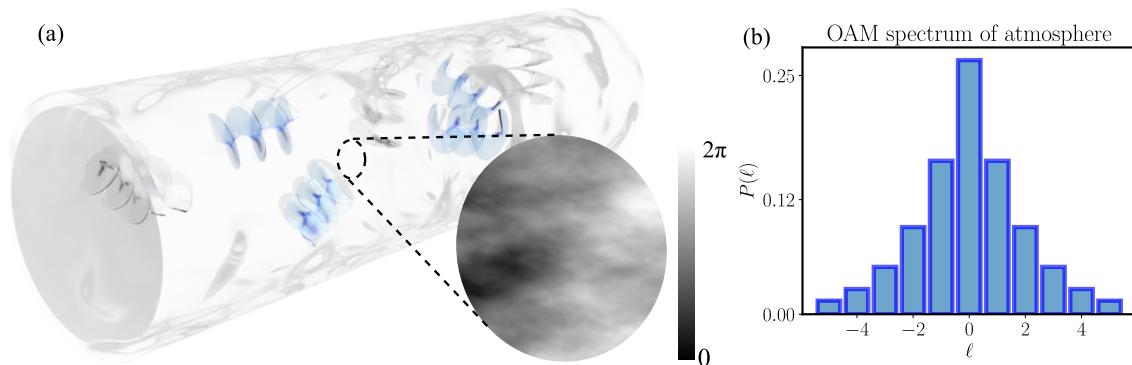 (a)
2π
0
(b)
OAM spectrum of atmosphere
P(ℓ)
0.25
0.12
0.00
−4 −2 0 2 4
ℓ